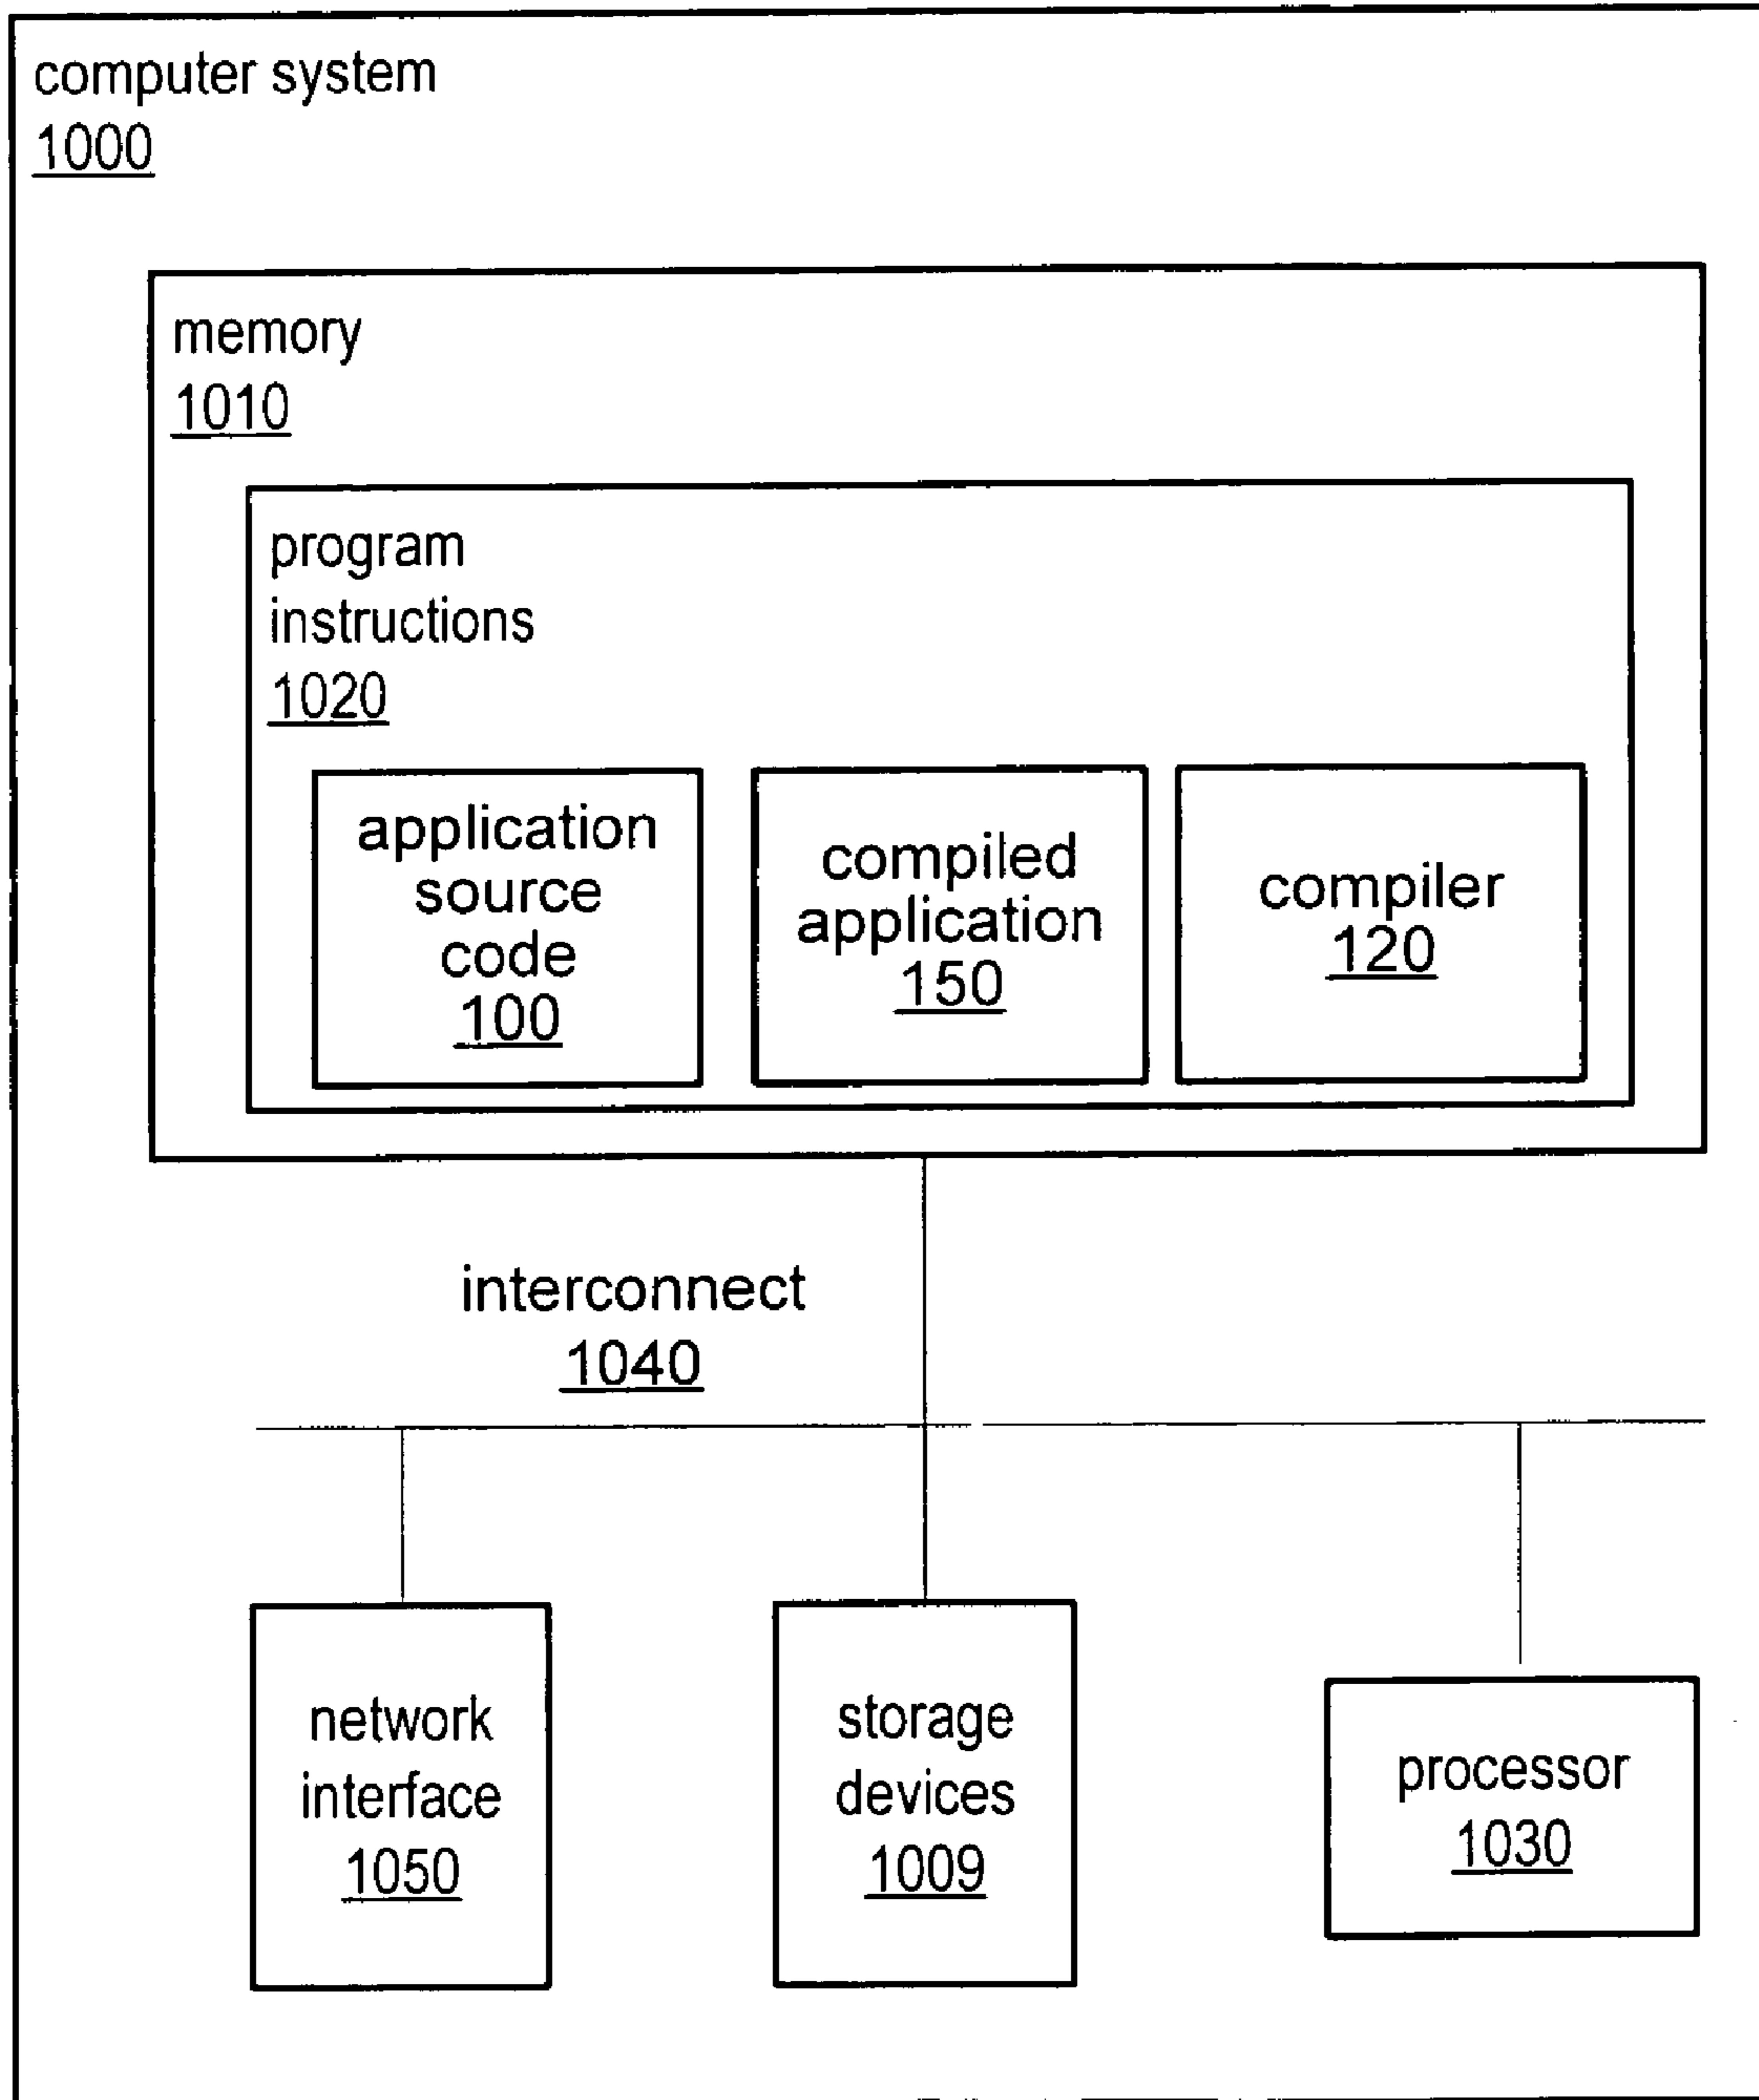 computer system
1000
memory
1010
program
instructions
1020
application
source
code
100
compiled
application
150
compiler
120
interconnect
1040
network
interface
1050
storage
devices
1009
processor
1030